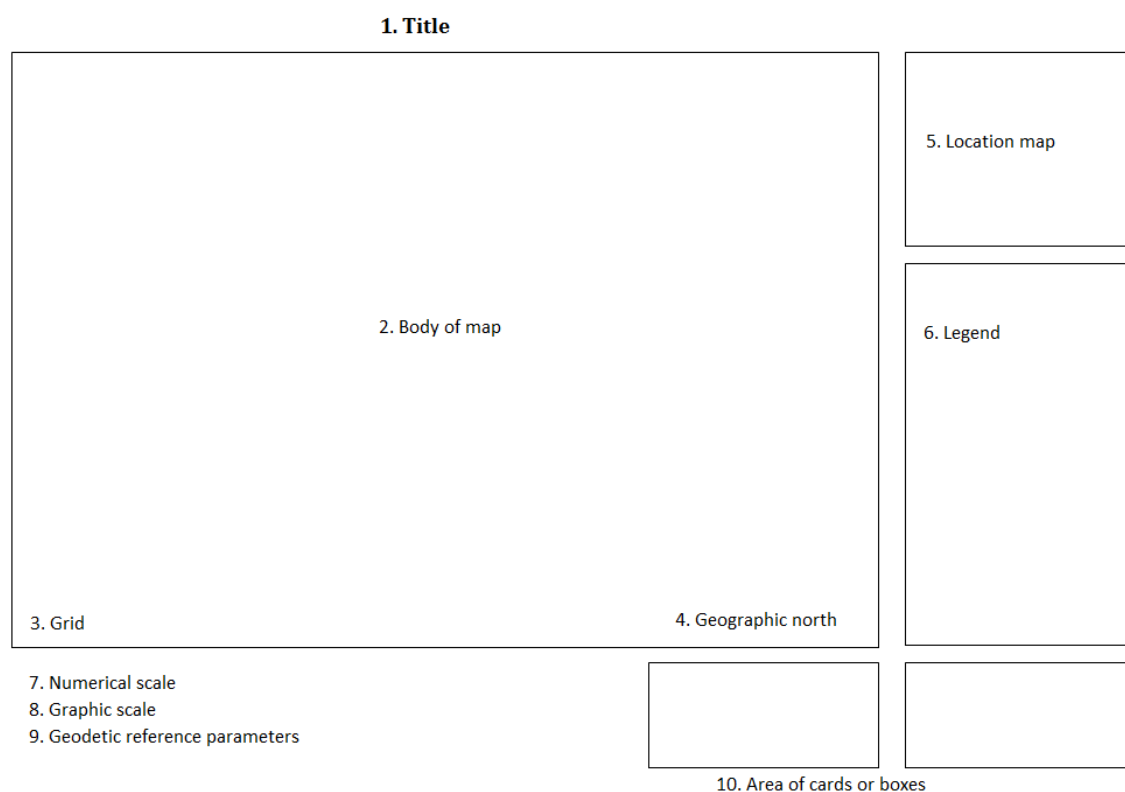 1. Title
5. Location map
2. Body of map
6. Legend
3. Grid
4. Geographic north
7. Numerical scale
8. Graphic scale
9. Geodetic reference parameters
10. Area of cards or boxes